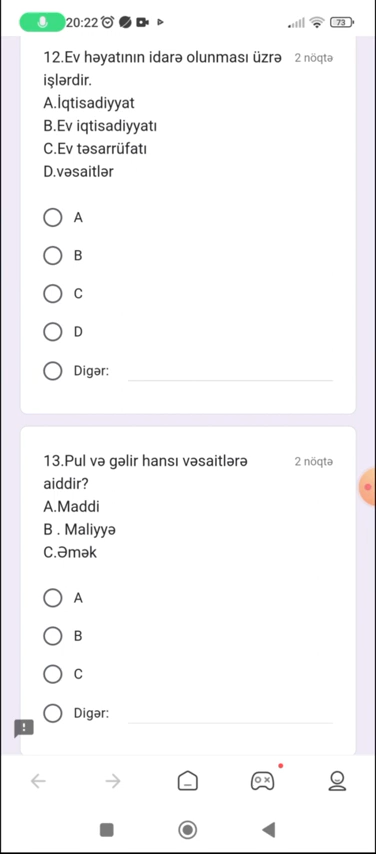 20:22
73
12.Ev həyatının idarə olunması üzrə 2 nöqtə
işlərdir.
A.İqtisadiyyat
B.Ev iqtisadiyyatı
C.Ev təsarrüfatı
D.vəsaitlər
A
B
C
D
Digər:
13.Pul və gəlir hansı vəsaitlərə 2 nöqtə
aiddir?
A.Maddi
B . Maliyyə
C.Əmək
A
B
C
Digər: